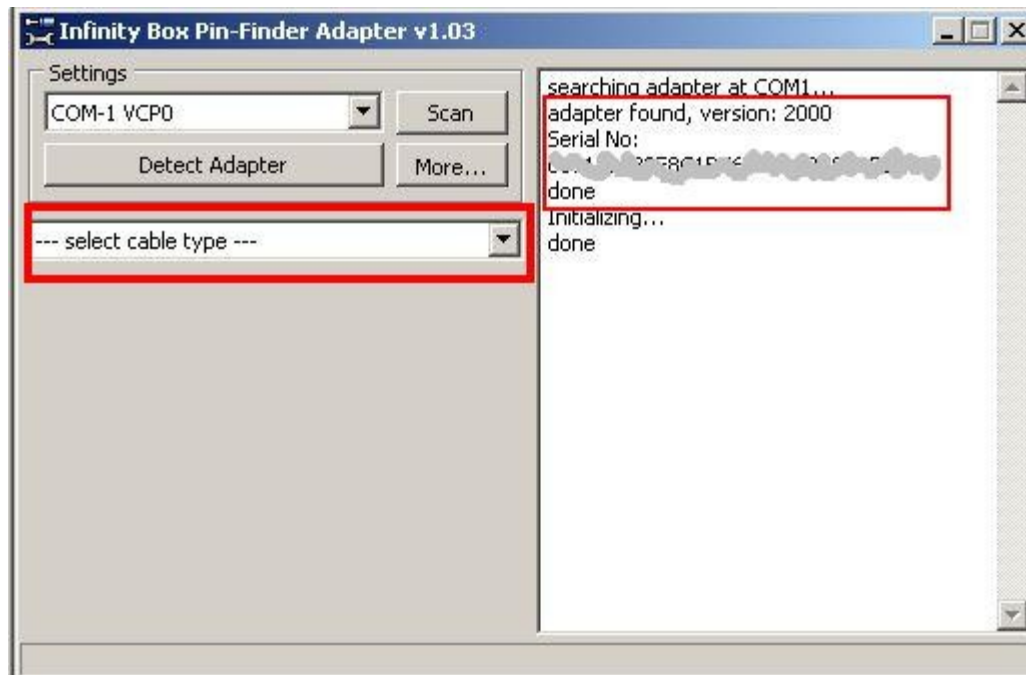 Infinity Box Pin-Finder Adapter v1.03
Settings
COM-1 VCP0
Scan
Detect Adapter
More...
--- select cable type ---
searching adapter at COM1...
adapter found, version: 2000
Serial No:
done
Initializing...
done